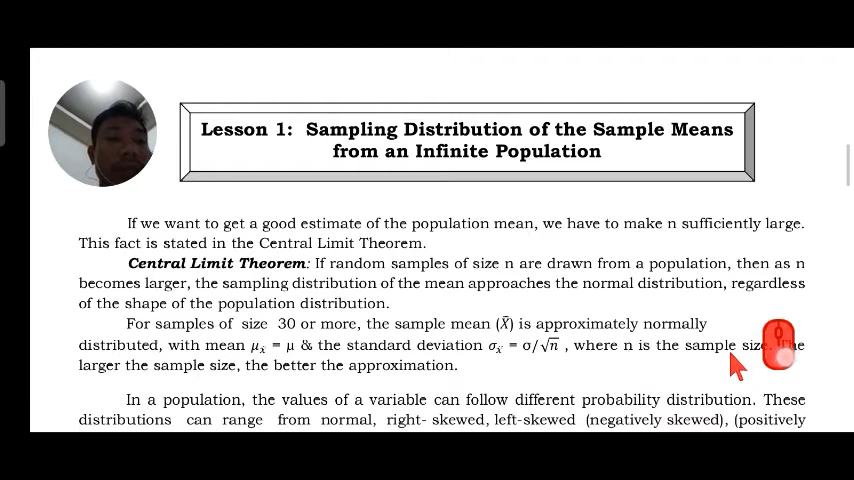 Lesson 1: Sampling Distribution of the Sample Means
from an Infinite Population
If we want to get a good estimate of the population mean, we have to make n sufficiently large.
This fact is stated in the Central Limit Theorem.
Central Limit Theorem: If random samples of size n are drawn from a population, then as n
becomes larger, the sampling distribution of the mean approaches the normal distribution, regardless
of the shape of the population distribution.
For samples of size 30 or more, the sample mean (X̄) is approximately normally
distributed, with mean μx̄ = μ & the standard deviation σx̄ = σ/√n , where n is the sample size.
larger the sample size, the better the approximation.
In a population, the values of a variable can follow different probability distribution. These
distributions can range from normal, right- skewed, left-skewed (negatively skewed), (positively